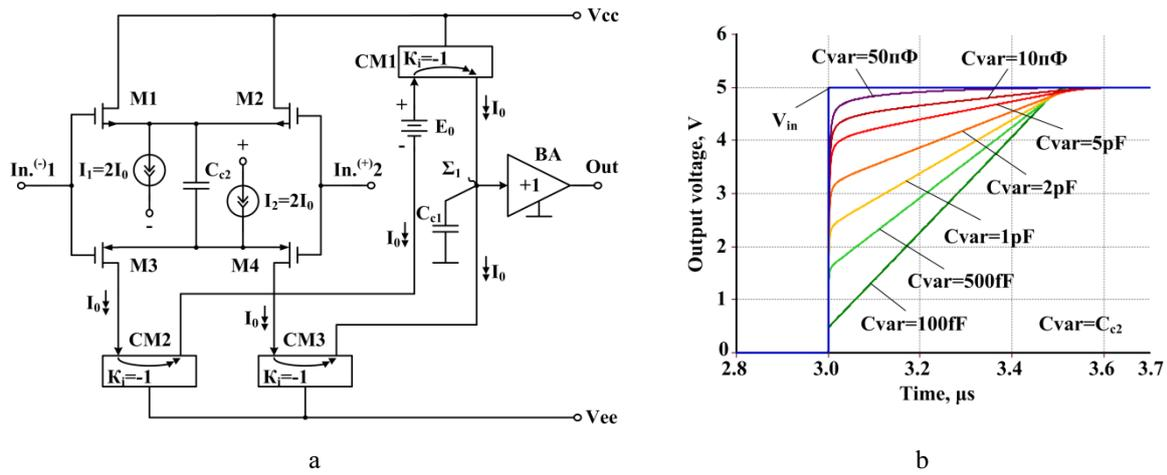 Vcc
CM1
Kᵢ=-1
I₀
M1
M2
+
E₀
-
In.⁽⁻⁾1
I₁=2I₀
Cc2
+
I₂=2I₀
-
In.⁽⁺⁾2
Σ₁
BA
+1
Out
Cc1
I₀
I₀
M3
M4
I₀
I₀
CM2
CM3
Kᵢ=-1
Kᵢ=-1
Vee
a
Output voltage, V
6
5
4
3
2
1
0
Cvar=50пФ
Cvar=10пФ
Vin
Cvar=5pF
Cvar=2pF
Cvar=1pF
Cvar=500fF
Cvar=100fF
Cvar=Cc2
2.8
3.0
3.2
3.4
3.6
3.7
Time, μs
b